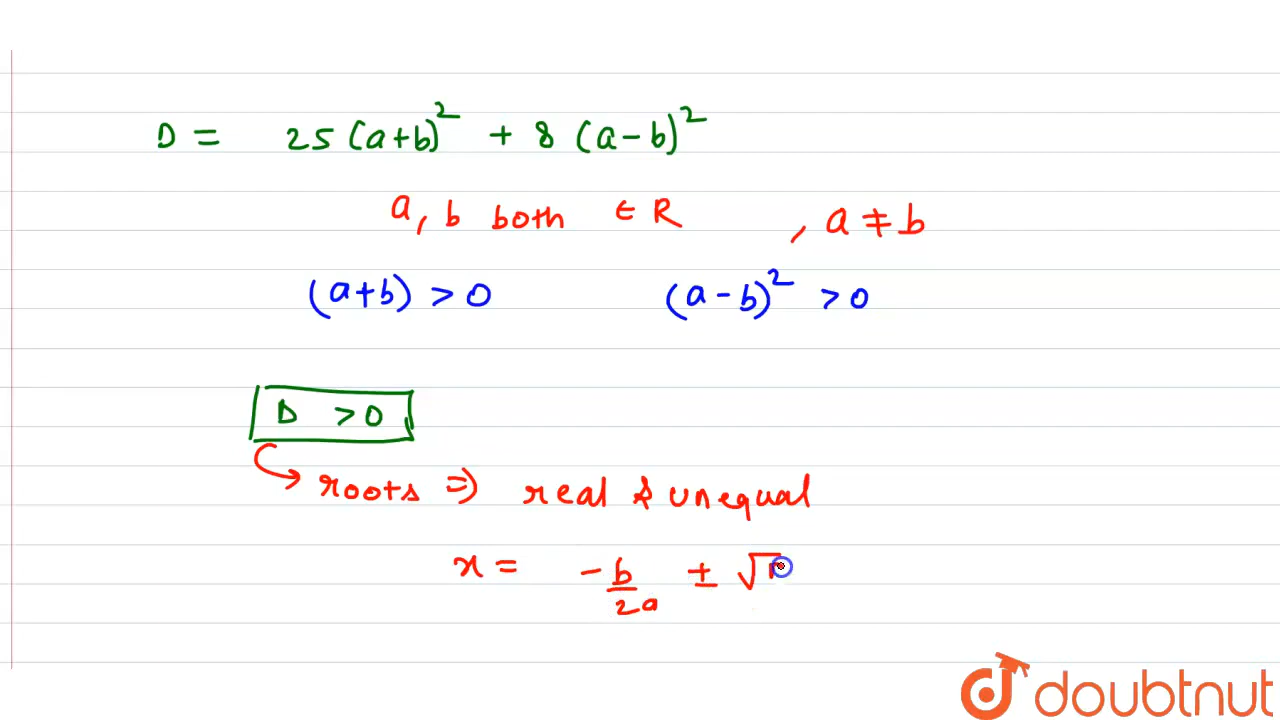 D = 25 (a+b)² + 8 (a-b)²
a, b both ∈ R , a ≠ b
(a+b) > 0 (a-b)² > 0
D > 0
roots ⇒ real & unequal
x = -b/2a ± √
doubtnut